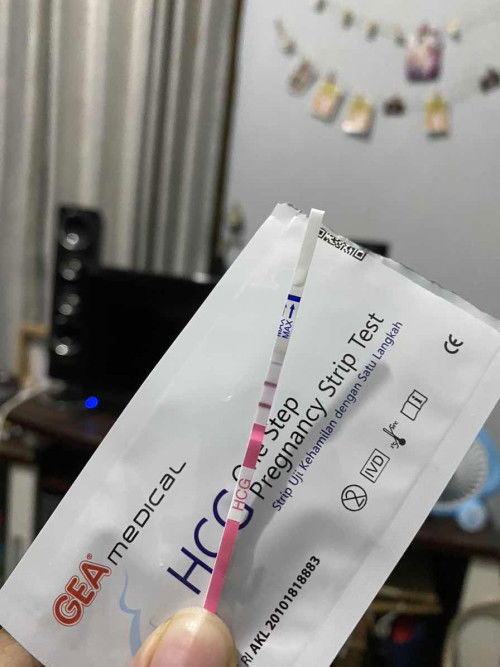 MAX
HCG
GEA® MEDICAL
HCG One Step
Pregnancy Strip Test
Strip Uji Kehamilan dengan Satu Langkah
IVD
CE
RI AKL 20101818883